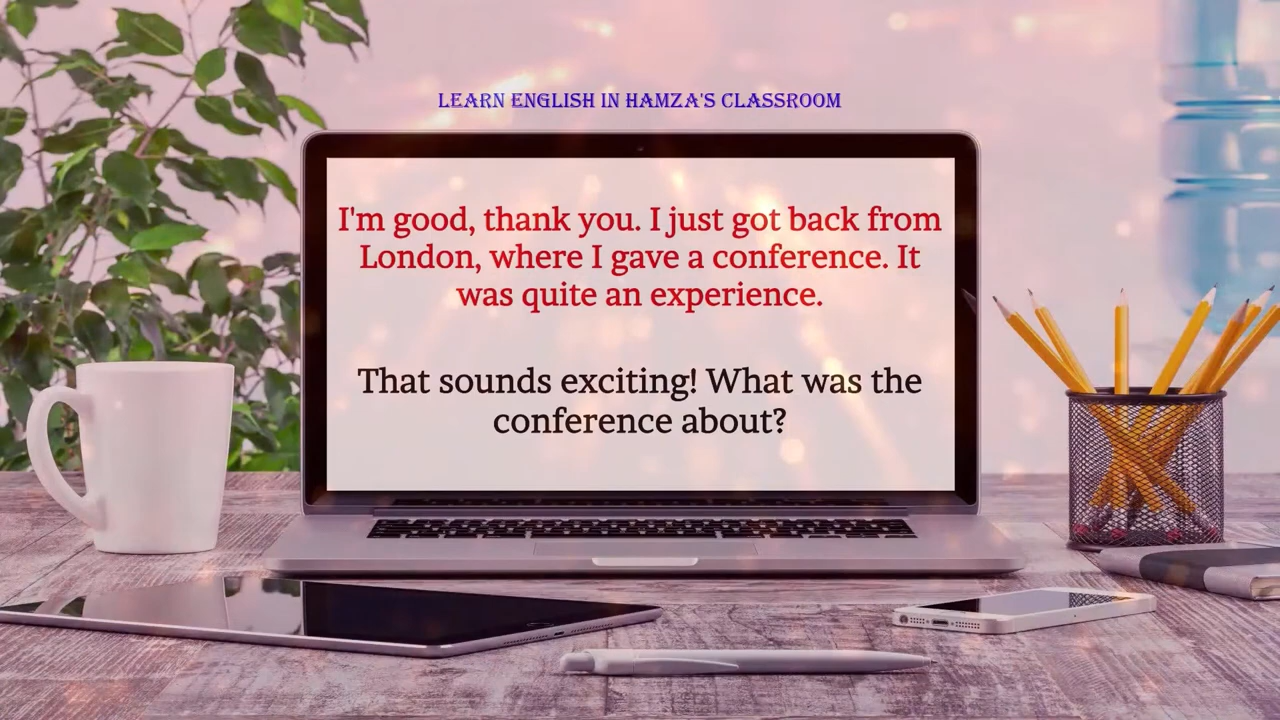 LEARN ENGLISH IN HAMZA'S CLASSROOM
I'm good, thank you. I just got back from
London, where I gave a conference. It
was quite an experience.
That sounds exciting! What was the
conference about?